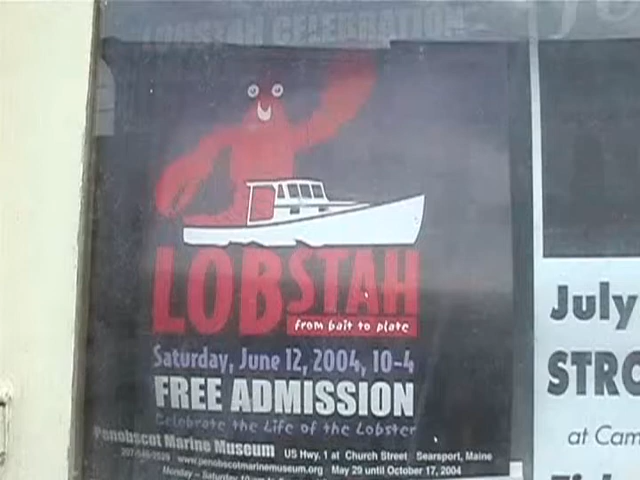 LOBSTAH CELEBRATION
LOBSTAH
from bait to plate
Saturday, June 12, 2004, 10-4
FREE ADMISSION
Celebrate the Life of the Lobster
Penobscot Marine Museum US Hwy. 1 at Church Street Searsport, Maine
www.penobscotmarinemuseum.org May 29 until October 17, 2004
Monday – Saturday
July
STRO
at Cam